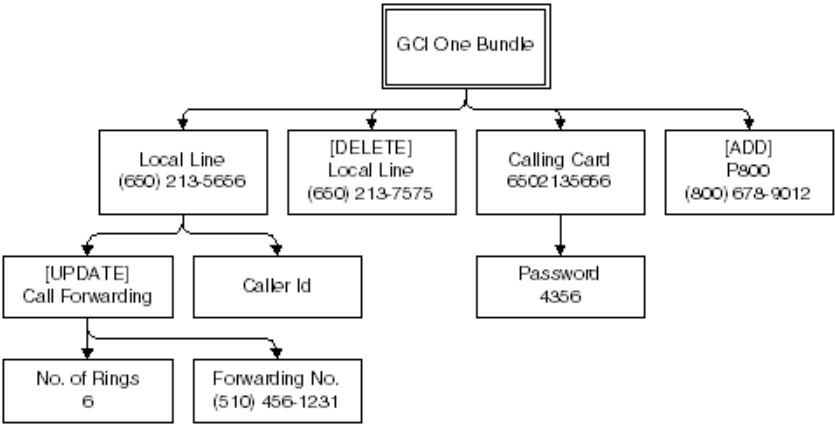 GCI One Bundle
Local Line
(650) 213-5656
[DELETE]
Local Line
(650) 213-7575
Calling Card
6502135656
[ADD]
P800
(800) 678-9012
[UPDATE]
Call Forwarding
Caller Id
Password
4356
No. of Rings
6
Forwarding No.
(510) 456-1231